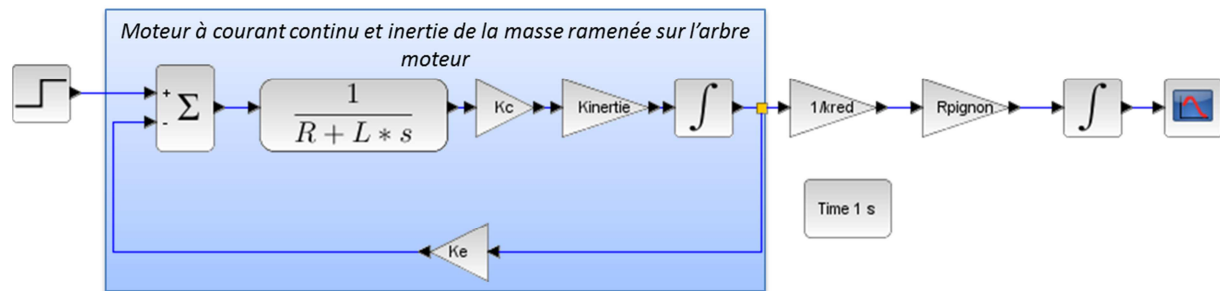 Moteur à courant continu et inertie de la masse ramenée sur l'arbre
moteur
+
-
Σ
1
R + L ∗ s
Kc
Kinertie
∫
1/kred
Rpignon
∫
Time 1 s
Ke